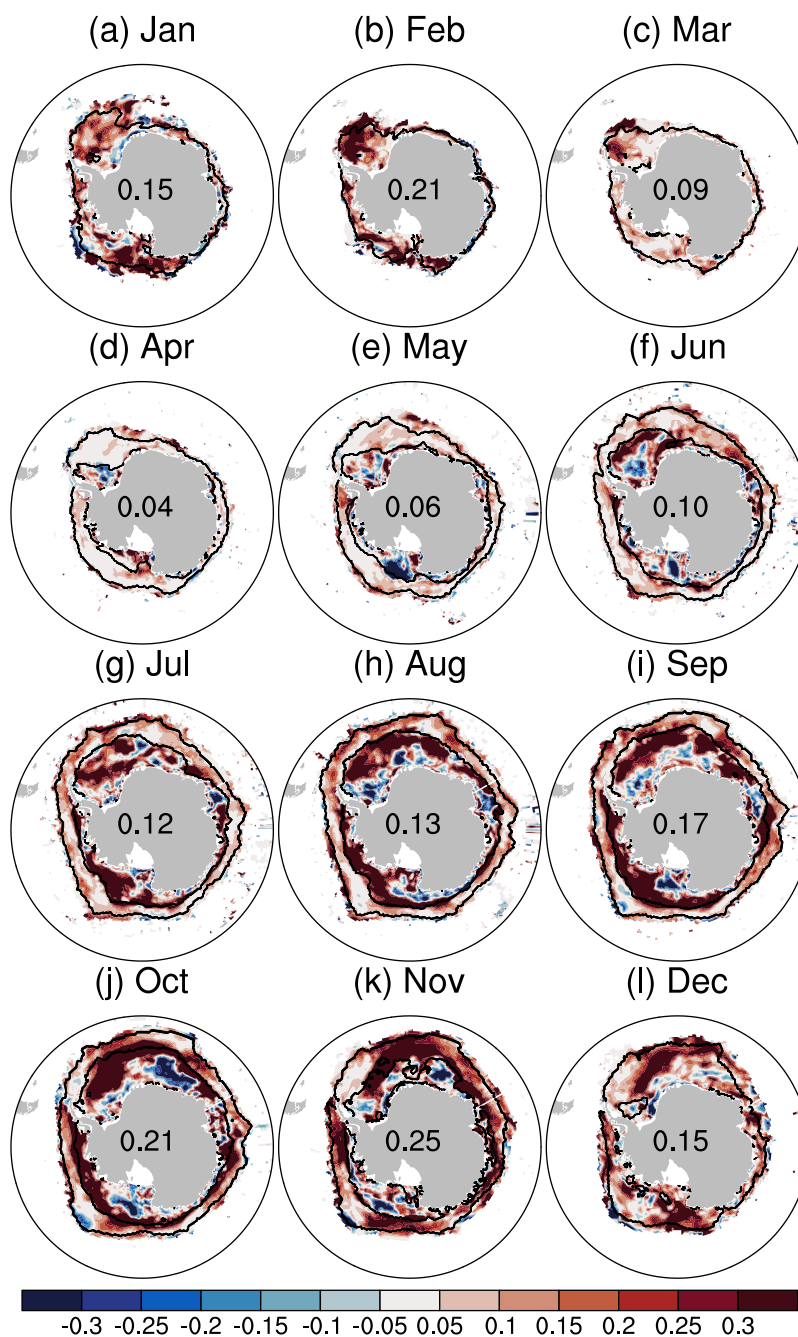 (a) Jan (b) Feb (c) Mar
0.15 0.21 0.09
(d) Apr (e) May (f) Jun
0.04 0.06 0.10
(g) Jul (h) Aug (i) Sep
0.12 0.13 0.17
(j) Oct (k) Nov (l) Dec
0.21 0.25 0.15
-0.3 -0.25 -0.2 -0.15 -0.1 -0.05 0.05 0.1 0.15 0.2 0.25 0.3